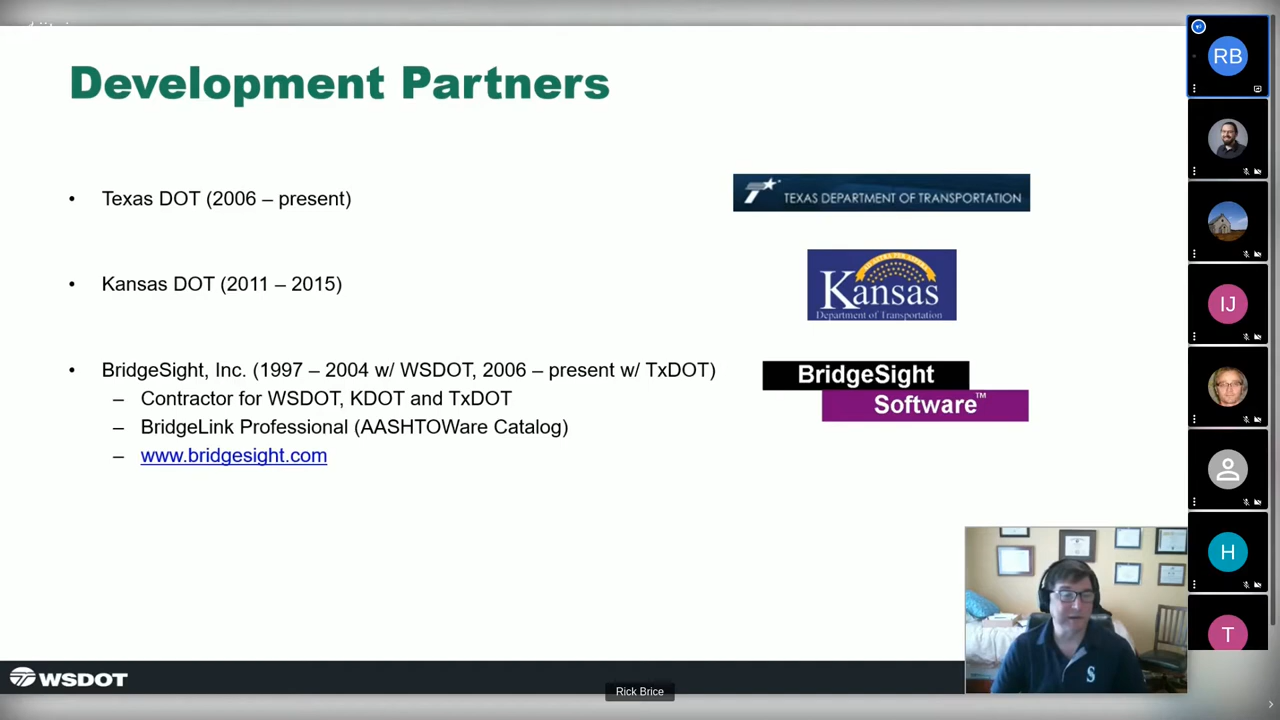 Development Partners
RB
• Texas DOT (2006 – present)
TEXAS DEPARTMENT OF TRANSPORTATION
• Kansas DOT (2011 – 2015)
Kansas
Department of Transportation
IJ
• BridgeSight, Inc. (1997 – 2004 w/ WSDOT, 2006 – present w/ TxDOT)
– Contractor for WSDOT, KDOT and TxDOT
– BridgeLink Professional (AASHTOWare Catalog)
– www.bridgesight.com
BridgeSight
Software™
H
T
S
WSDOT
Rick Brice